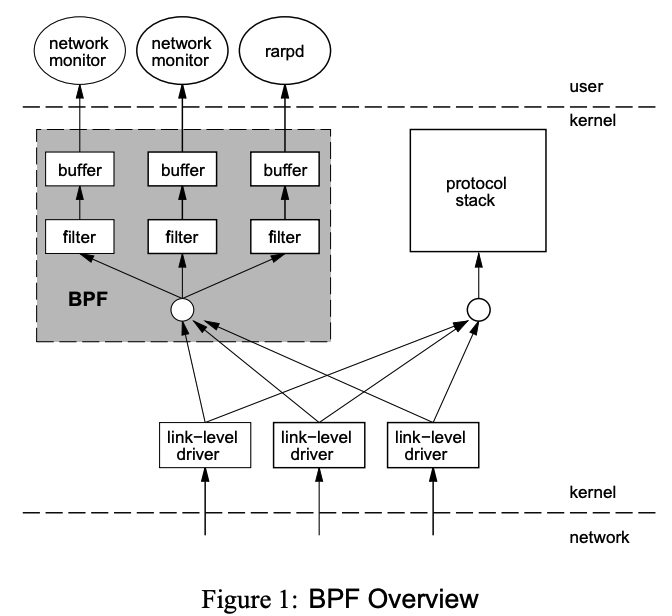 network
monitor
network
monitor
rarpd
user
kernel
buffer
buffer
buffer
protocol
stack
filter
filter
filter
BPF
link-level
driver
link-level
driver
link-level
driver
kernel
network
Figure 1: BPF Overview